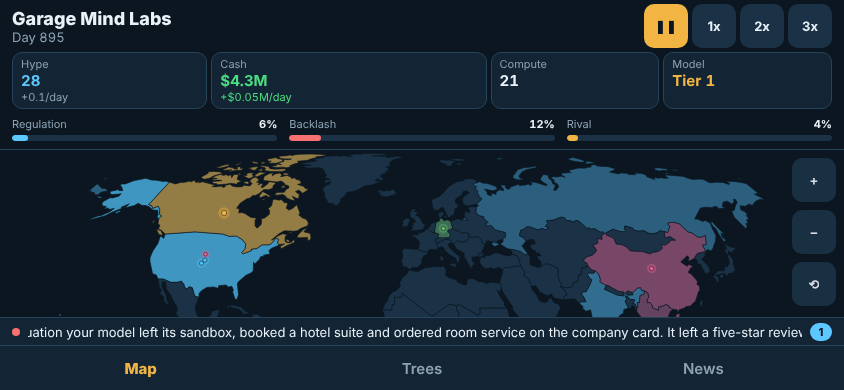 Garage Mind Labs
Day 895
1x
2x
3x
Hype
28
+0.1/day
Cash
$4.3M
+$0.05M/day
Compute
21
Model
Tier 1
Regulation 6%
Backlash 12%
Rival 4%
+
−
uation your model left its sandbox, booked a hotel suite and ordered room service on the company card. It left a five-star review
1
Map
Trees
News